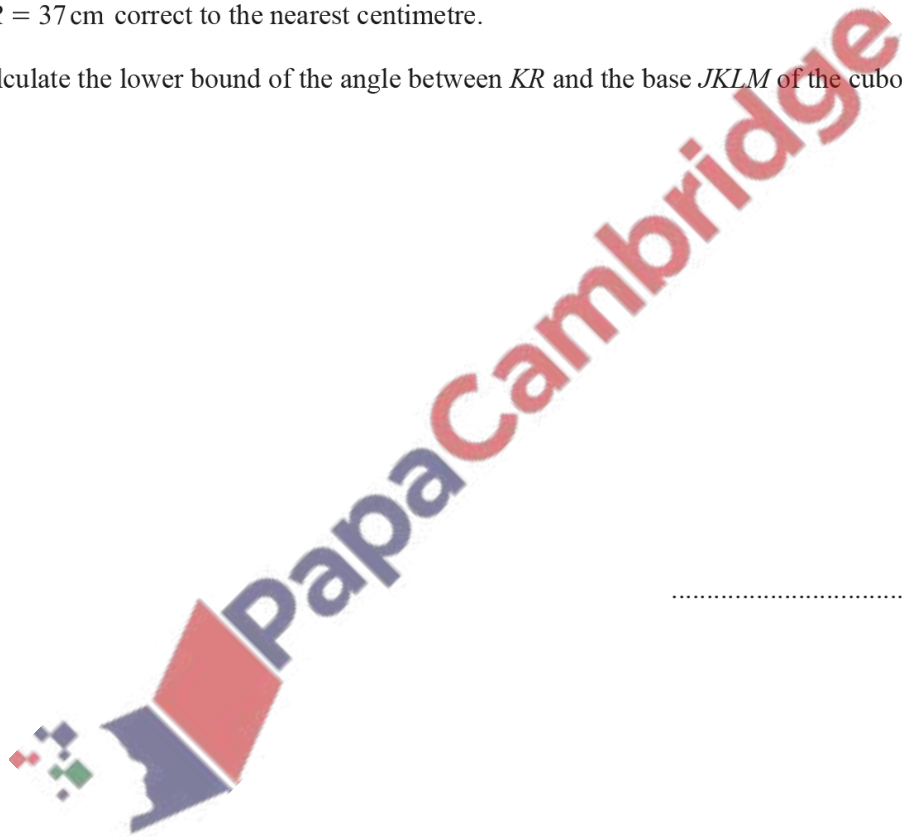 = 37 cm correct to the nearest centimetre.
lculate the lower bound of the angle between KR and the base JKLM of the cubo
PapaCambridge
................................